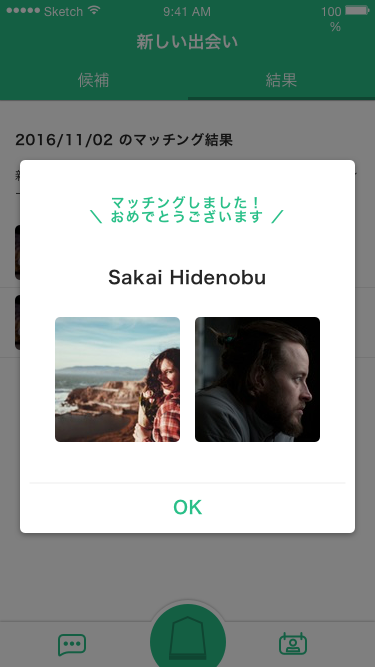 Sketch 9:41 AM 100 %
新しい出会い
候補 結果
2016/11/02 のマッチング結果
マッチングしました！
＼ おめでとうございます ／
Sakai Hidenobu
OK